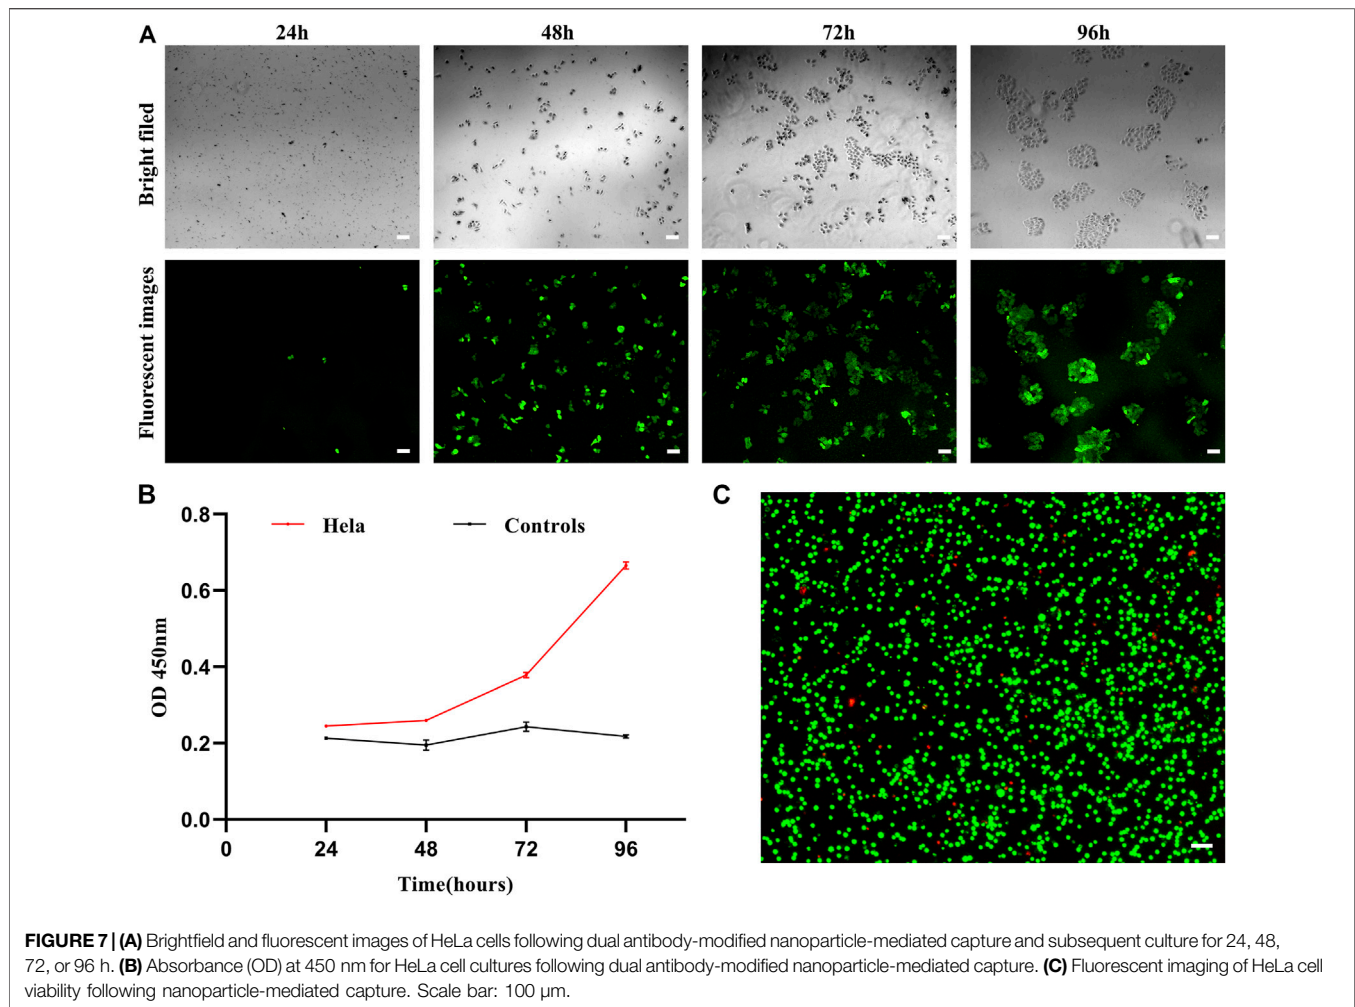 A
24h
48h
72h
96h
Bright filed
Fluorescent images
B
C
0.8
0.6
0.4
0.2
0.0
OD 450nm
Hela
Controls
0
24
48
72
96
Time(hours)
FIGURE 7 | (A) Brightfield and fluorescent images of HeLa cells following dual antibody-modified nanoparticle-mediated capture and subsequent culture for 24, 48,
72, or 96 h. (B) Absorbance (OD) at 450 nm for HeLa cell cultures following dual antibody-modified nanoparticle-mediated capture. (C) Fluorescent imaging of HeLa cell
viability following nanoparticle-mediated capture. Scale bar: 100 μm.